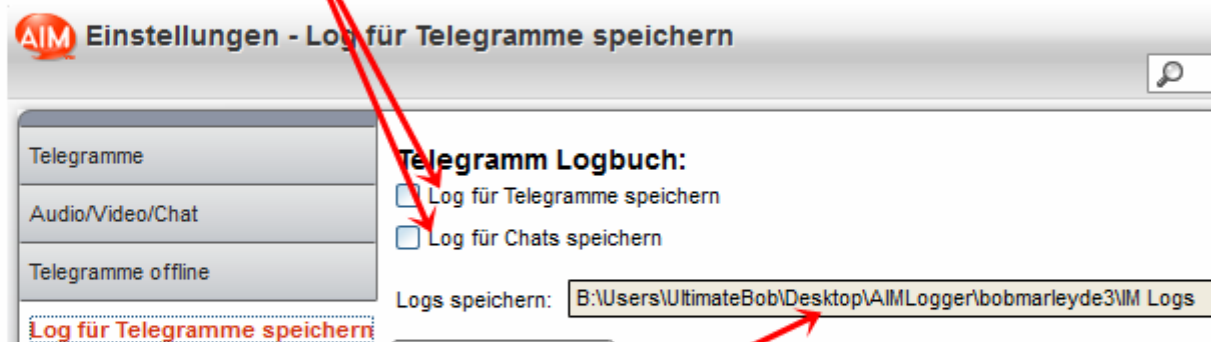 AIM Einstellungen - Log für Telegramme speichern
Telegramme
Audio/Video/Chat
Telegramme offline
Log für Telegramme speichern
Telegramm Logbuch:
Log für Telegramme speichern
Log für Chats speichern
Logs speichern: B:\Users\UltimateBob\Desktop\AIMLogger\bobmarleyde3\IM Logs